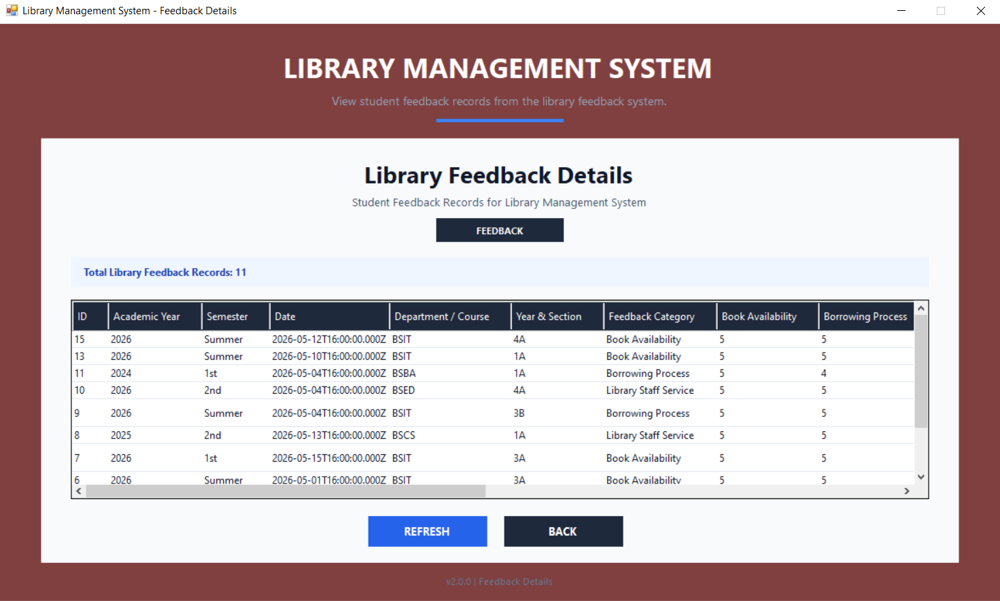 Library Management System - Feedback Details
LIBRARY MANAGEMENT SYSTEM
View student feedback records from the library feedback system.
Library Feedback Details
Student Feedback Records for Library Management System
FEEDBACK
Total Library Feedback Records: 11
ID Academic Year Semester Date Department / Course Year & Section Feedback Category Book Availability Borrowing Process
15 2026 Summer 2026-05-12T16:00:00.000Z BSIT 4A Book Availability 5 5
13 2026 Summer 2026-05-10T16:00:00.000Z BSIT 1A Book Availability 5 5
11 2024 1st 2026-05-04T16:00:00.000Z BSBA 1A Borrowing Process 5 4
10 2026 2nd 2026-05-04T16:00:00.000Z BSED 4A Library Staff Service 5 5
9 2026 Summer 2026-05-04T16:00:00.000Z BSIT 3B Borrowing Process 5 5
8 2025 2nd 2026-05-13T16:00:00.000Z BSCS 1A Library Staff Service 5 5
7 2026 1st 2026-05-15T16:00:00.000Z BSIT 3A Book Availability 5 5
6 2026 Summer 2026-05-01T16:00:00.000Z BSIT 3A Book Availability 5 5
REFRESH BACK
v2.0.0 | Feedback Details